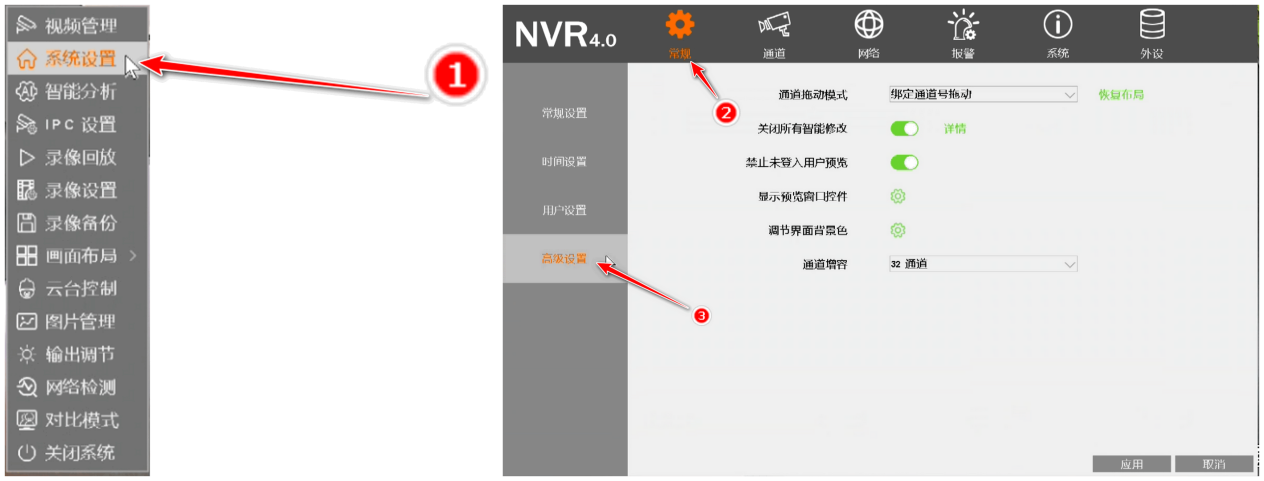 视频管理
系统设置
智能分析
IPC 设置
录像回放
录像设置
录像备份
画面布局 >
云台控制
图片管理
输出调节
网络检测
对比模式
关闭系统
1
NVR4.0
常规
通道
网络
报警
系统
外设
2
常规设置
时间设置
用户设置
高级设置
3
通道拖动模式 绑定通道号拖动 恢复布局
关闭所有智能修改 详情
禁止未登入用户预览
显示预览窗口控件
调节界面背景色
通道增容 32 通道
应用 取消